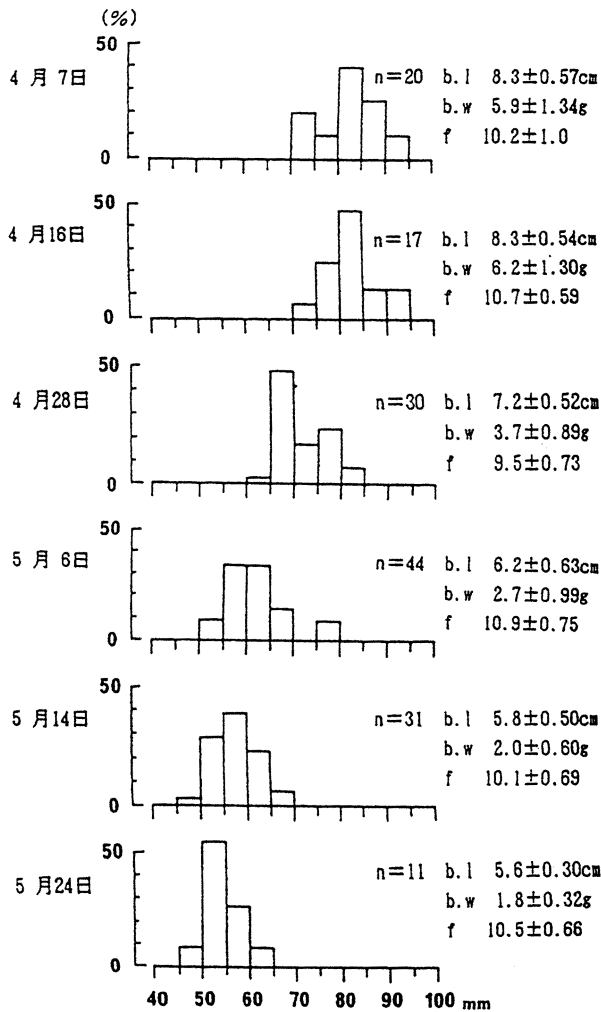 (%)
50
4 月 7日
n=20 b.l 8.3±0.57cm
b.w 5.9±1.34g
f 10.2±1.0
0
50
4 月16日
n=17 b.l 8.3±0.54cm
b.w 6.2±1.30g
f 10.7±0.59
0
50
4 月28日
n=30 b.l 7.2±0.52cm
b.w 3.7±0.89g
f 9.5±0.73
0
50
5 月 6日
n=44 b.l 6.2±0.63cm
b.w 2.7±0.99g
f 10.9±0.75
0
50
5 月14日
n=31 b.l 5.8±0.50cm
b.w 2.0±0.60g
f 10.1±0.69
0
50
5 月24日
n=11 b.l 5.6±0.30cm
b.w 1.8±0.32g
f 10.5±0.66
0
40 50 60 70 80 90 100 mm